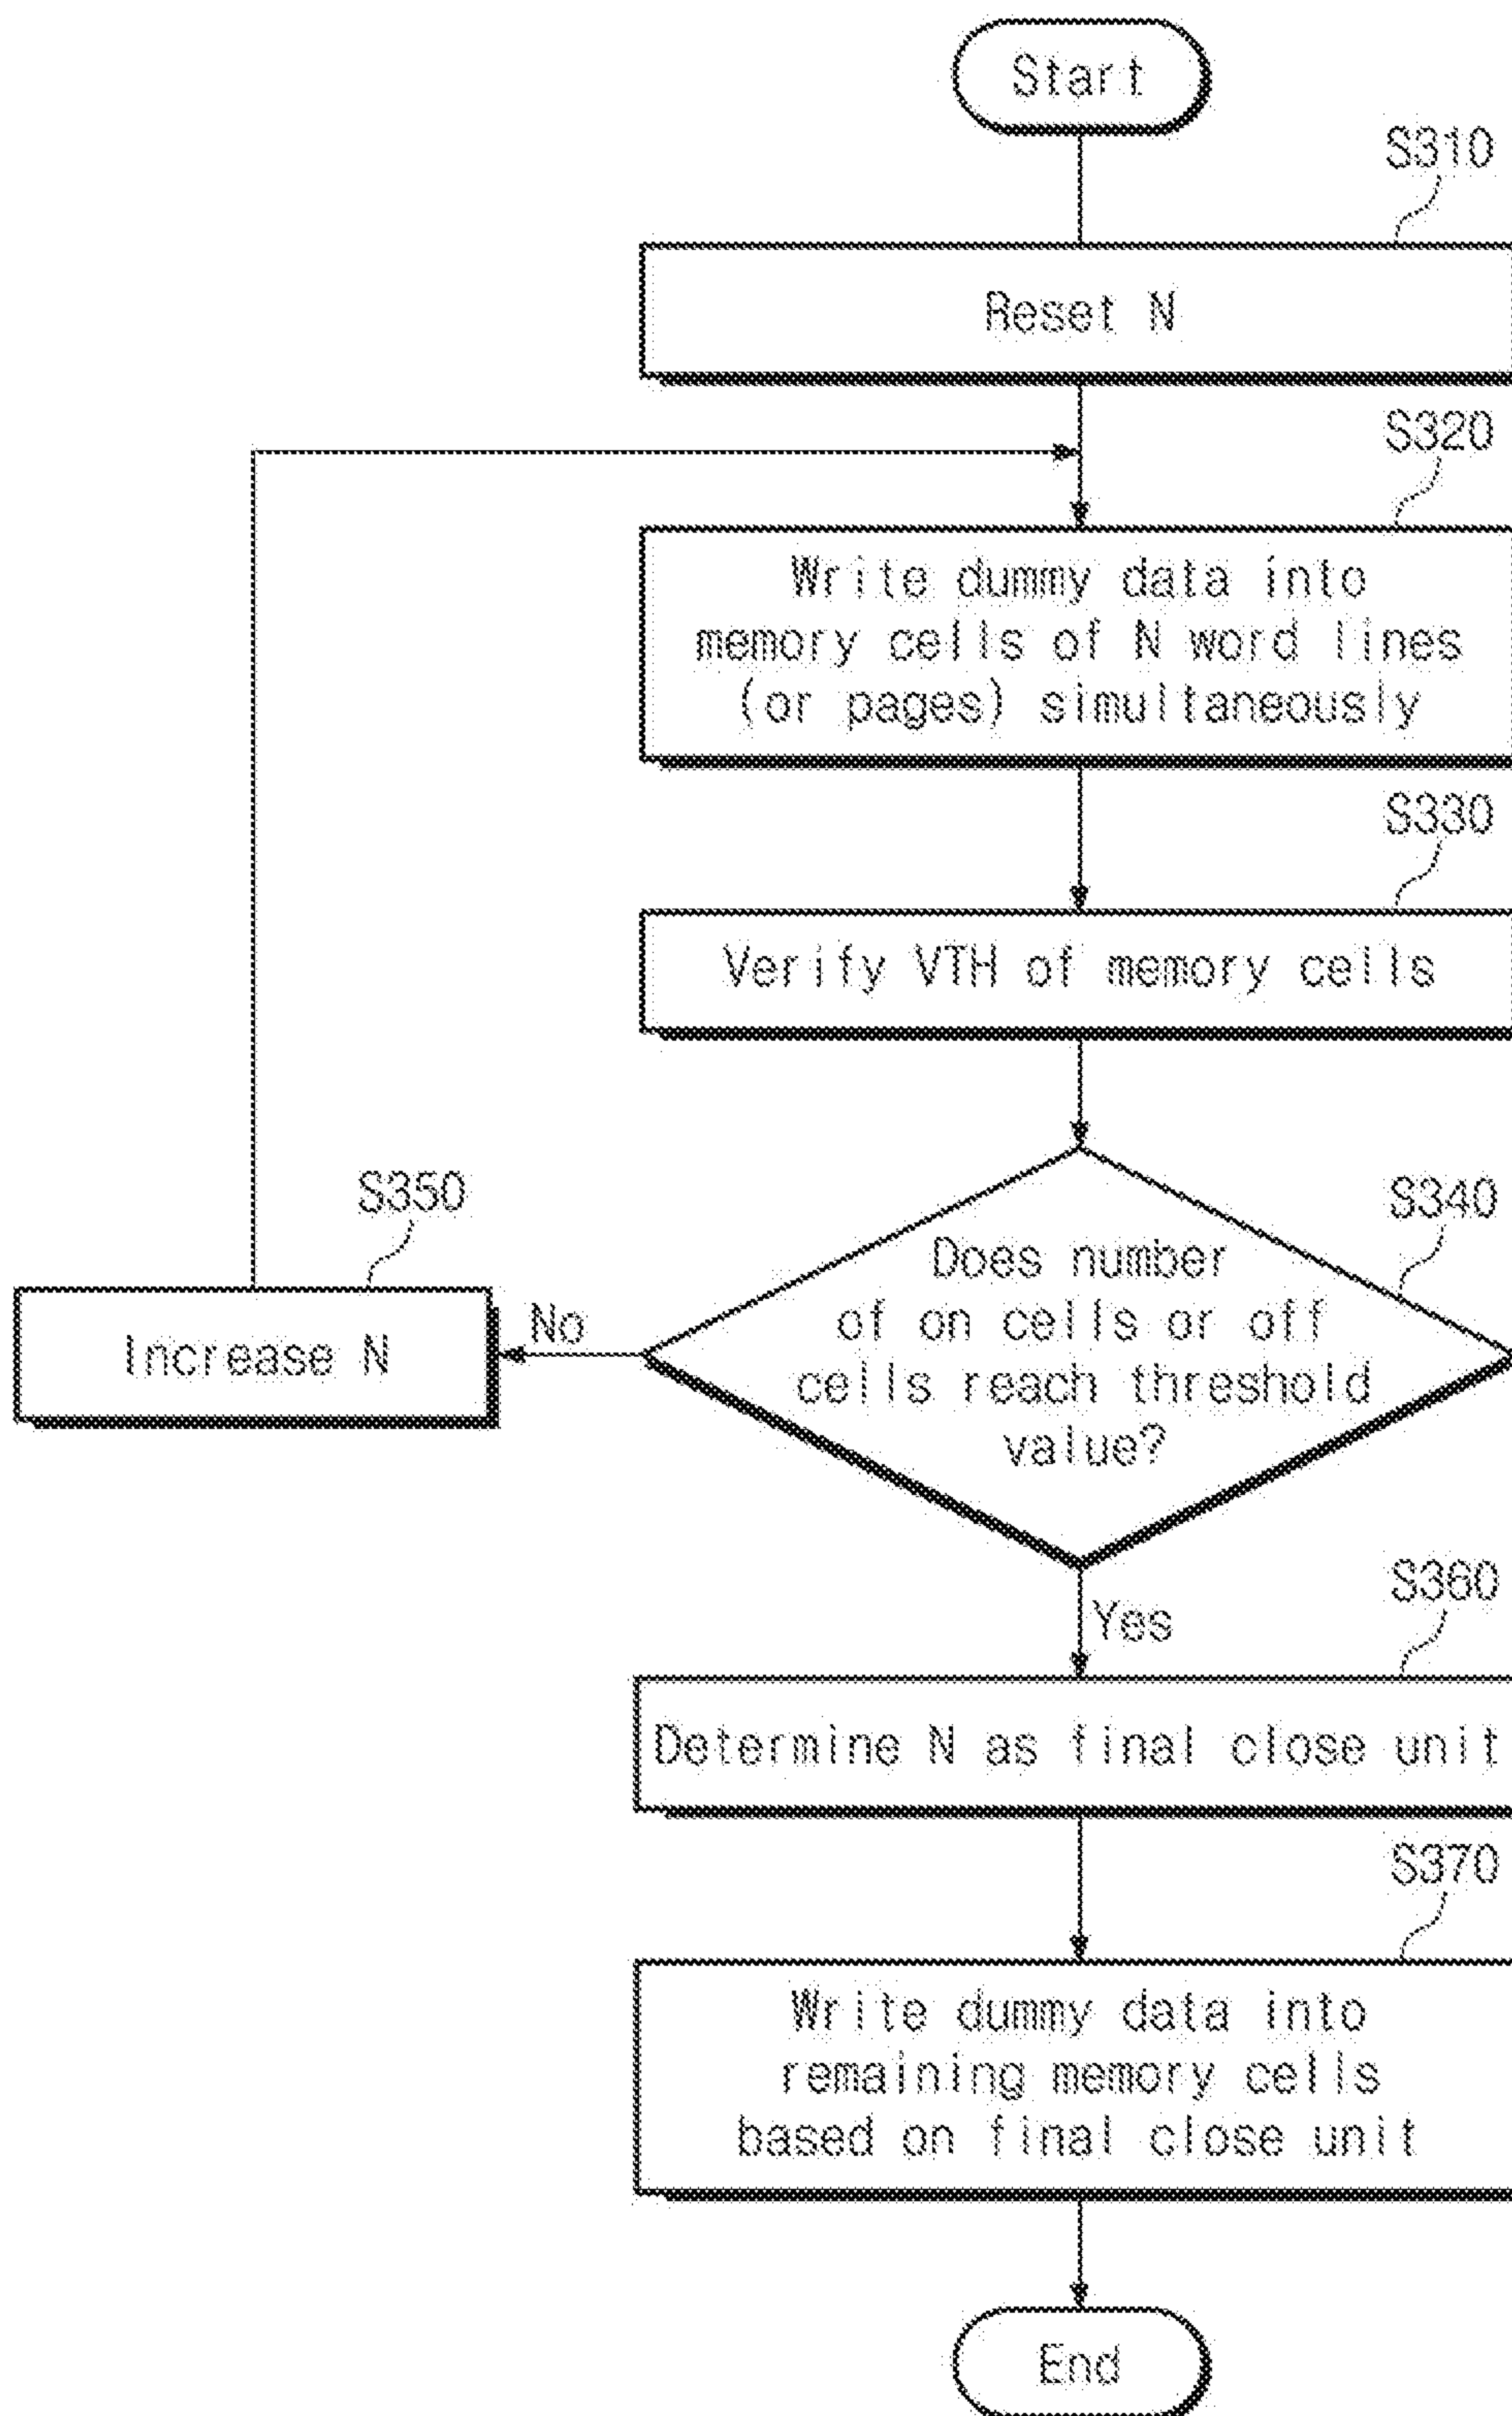 Start
S310
Reset N
S320
Write dummy data into
memory cells of N word lines
(or pages) simultaneously
S330
Verify VTH of memory cells
S340
Does number
of on cells or off
cells reach threshold
value?
S350
No
Increase N
Yes
S360
Determine N as final close unit
S370
Write dummy data into
remaining memory cells
based on final close unit
End